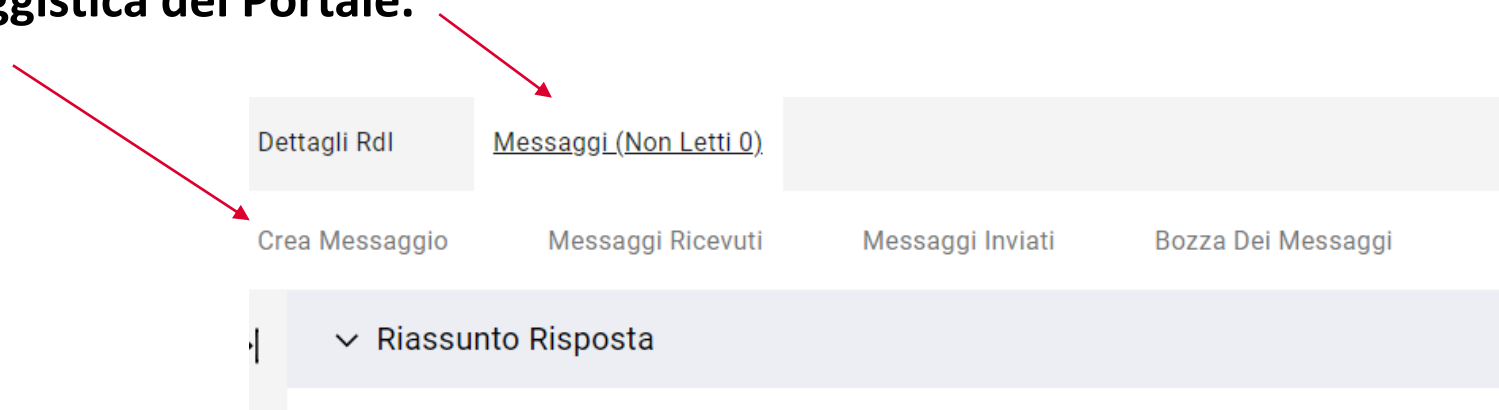 ggistica del Portale.
Dettagli RdI Messaggi (Non Letti 0)
Crea Messaggio Messaggi Ricevuti Messaggi Inviati Bozza Dei Messaggi
Riassunto Risposta